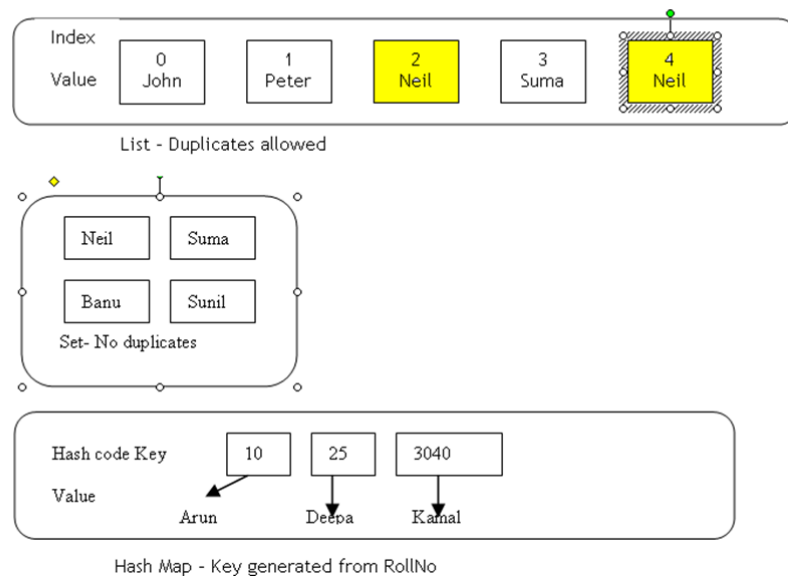 Index
0 1 2 3 4
Value John Peter Neil Suma Neil
List - Duplicates allowed
Neil Suma
Banu Sunil
Set- No duplicates
Hash code Key 10 25 3040
Value
Arun Deepa Kamal
Hash Map - Key generated from RollNo